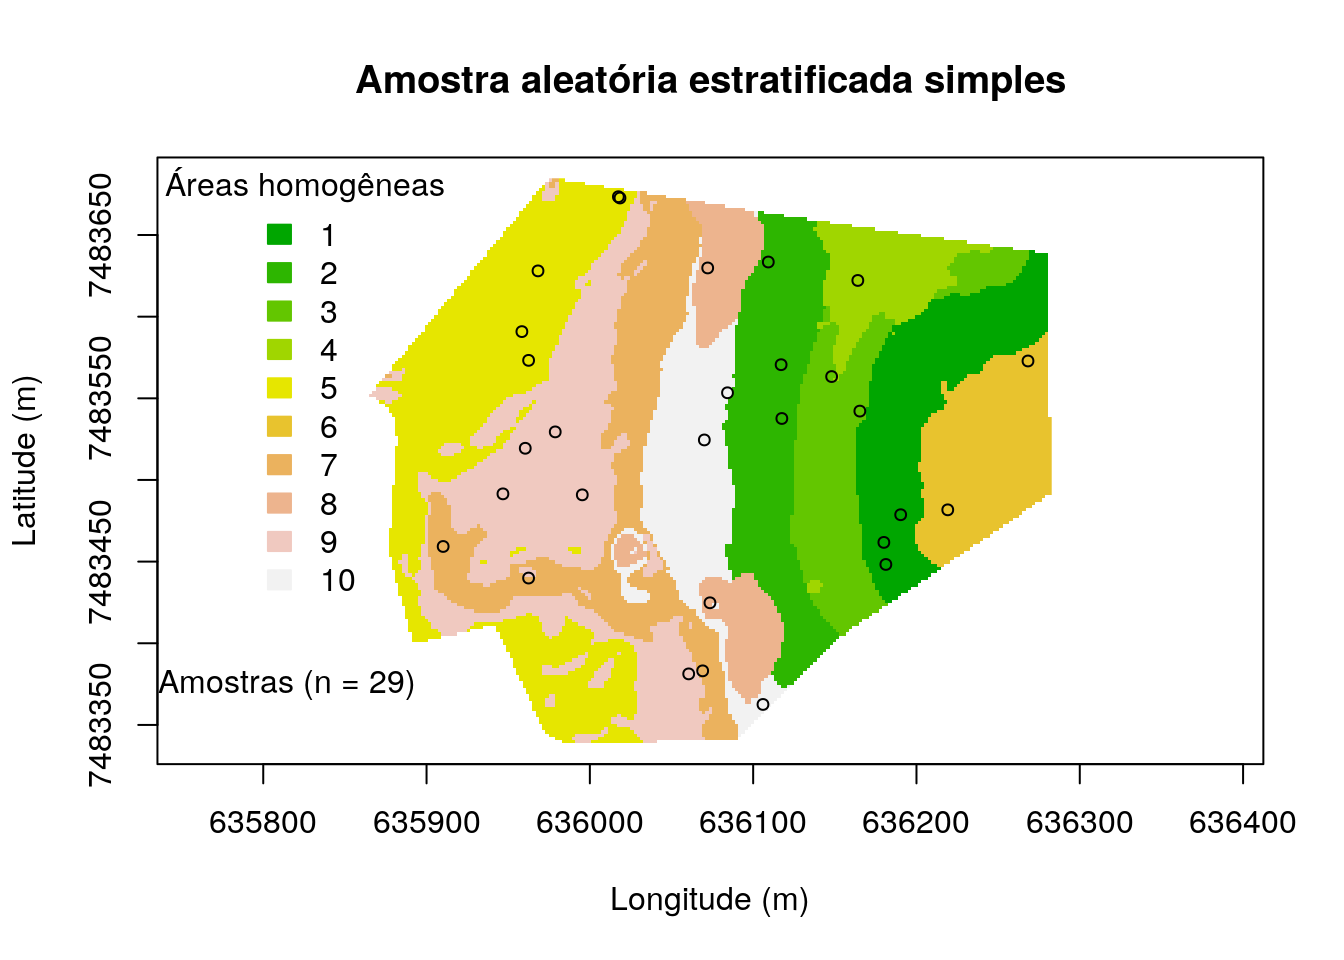 Amostra aleatória estratificada simples
Áreas homogêneas
1
2
3
4
5
6
7
8
9
10
Amostras (n = 29)
Latitude (m)
7483650
7483550
7483450
7483350
635800 635900 636000 636100 636200 636300 636400
Longitude (m)